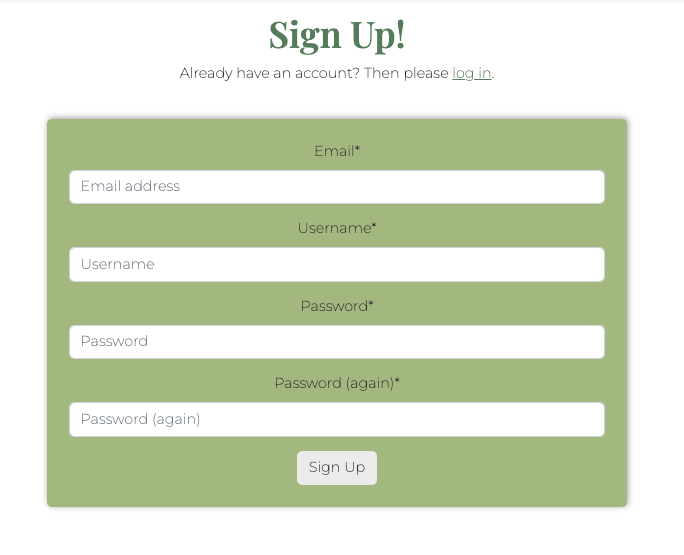 Sign Up!
Already have an account? Then please log in.
Email*
Email address
Username*
Username
Password*
Password
Password (again)*
Password (again)
Sign Up